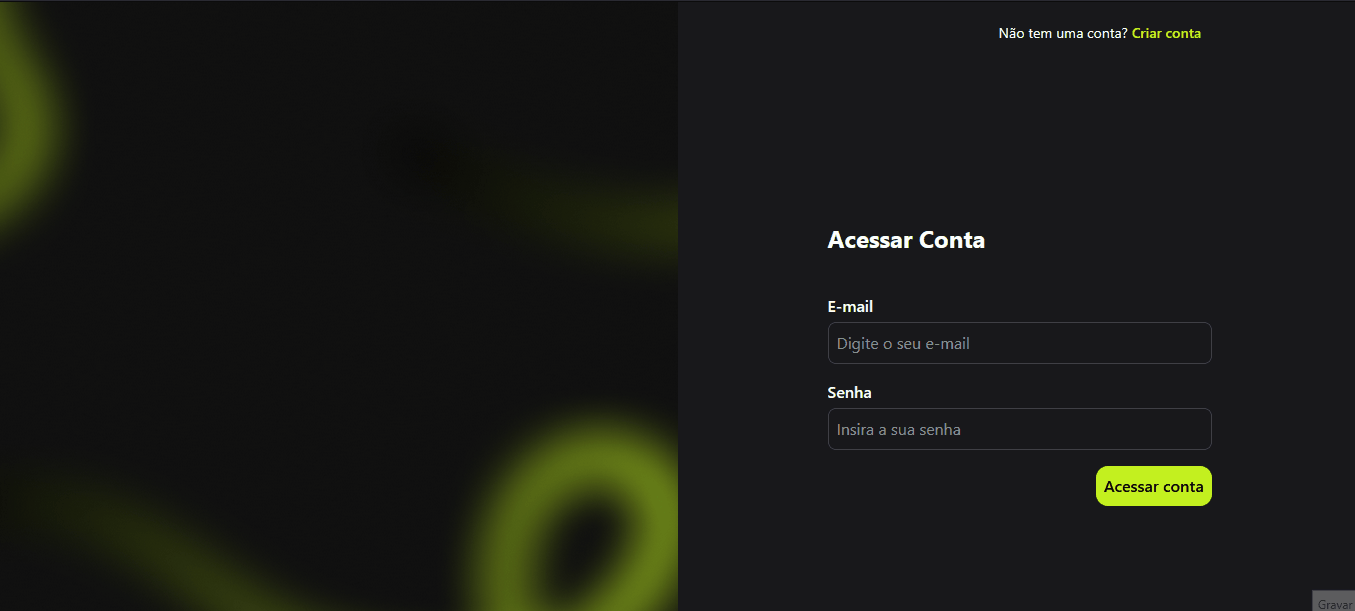 Não tem uma conta? Criar conta
Acessar Conta
E-mail
Digite o seu e-mail
Senha
Insira a sua senha
Acessar conta
Gravar